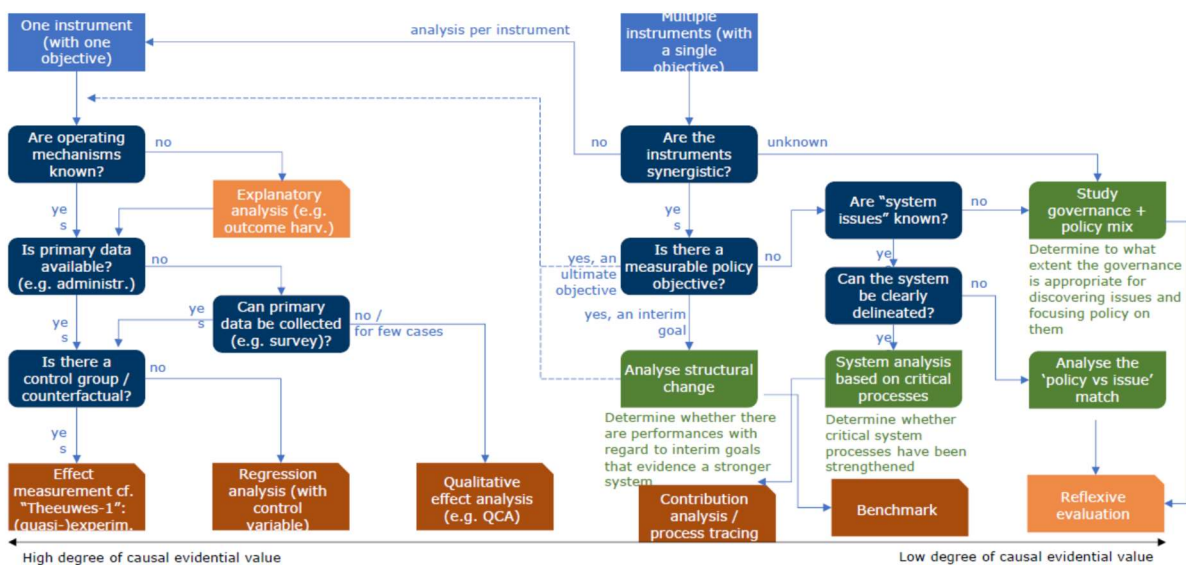 One instrument
(with one
objective)
analysis per instrument
Multiple
instruments (with
a single
objective)
Are operating
mechanisms
known?
no
no
Are the
instruments
synergistic?
unknown
Explanatory
analysis (e.g.
outcome harv.)
ye
s
ye
s
Are “system
issues” known?
no
Study
governance +
policy mix
Is primary data
available?
(e.g. administr.)
no
yes, an
ultimate
objective
Is there a
measurable policy
objective?
no
ye
Determine to what
extent the governance
is appropriate for
discovering issues and
focusing policy on
them
Can the system
be clearly
delineated?
no
ye
s
ye
s
Can primary
data be collected
(e.g. survey)?
no /
for few cases
yes, an interim
goal
ye
Is there a
control group /
counterfactual?
no
Analyse structural
change
System analysis
based on critical
processes
Analyse the
‘policy vs issue’
match
ye
s
Determine whether there
are performances with
regard to interim goals
that evidence a stronger
system
Determine whether
critical system
processes have been
strengthened
Effect
measurement cf.
“Theeuwes-1”:
(quasi-)experim.
Regression
analysis (with
control
variable)
Qualitative
effect analysis
(e.g. QCA)
Contribution
analysis /
process tracing
Benchmark
Reflexive
evaluation
High degree of causal evidential value
Low degree of causal evidential value